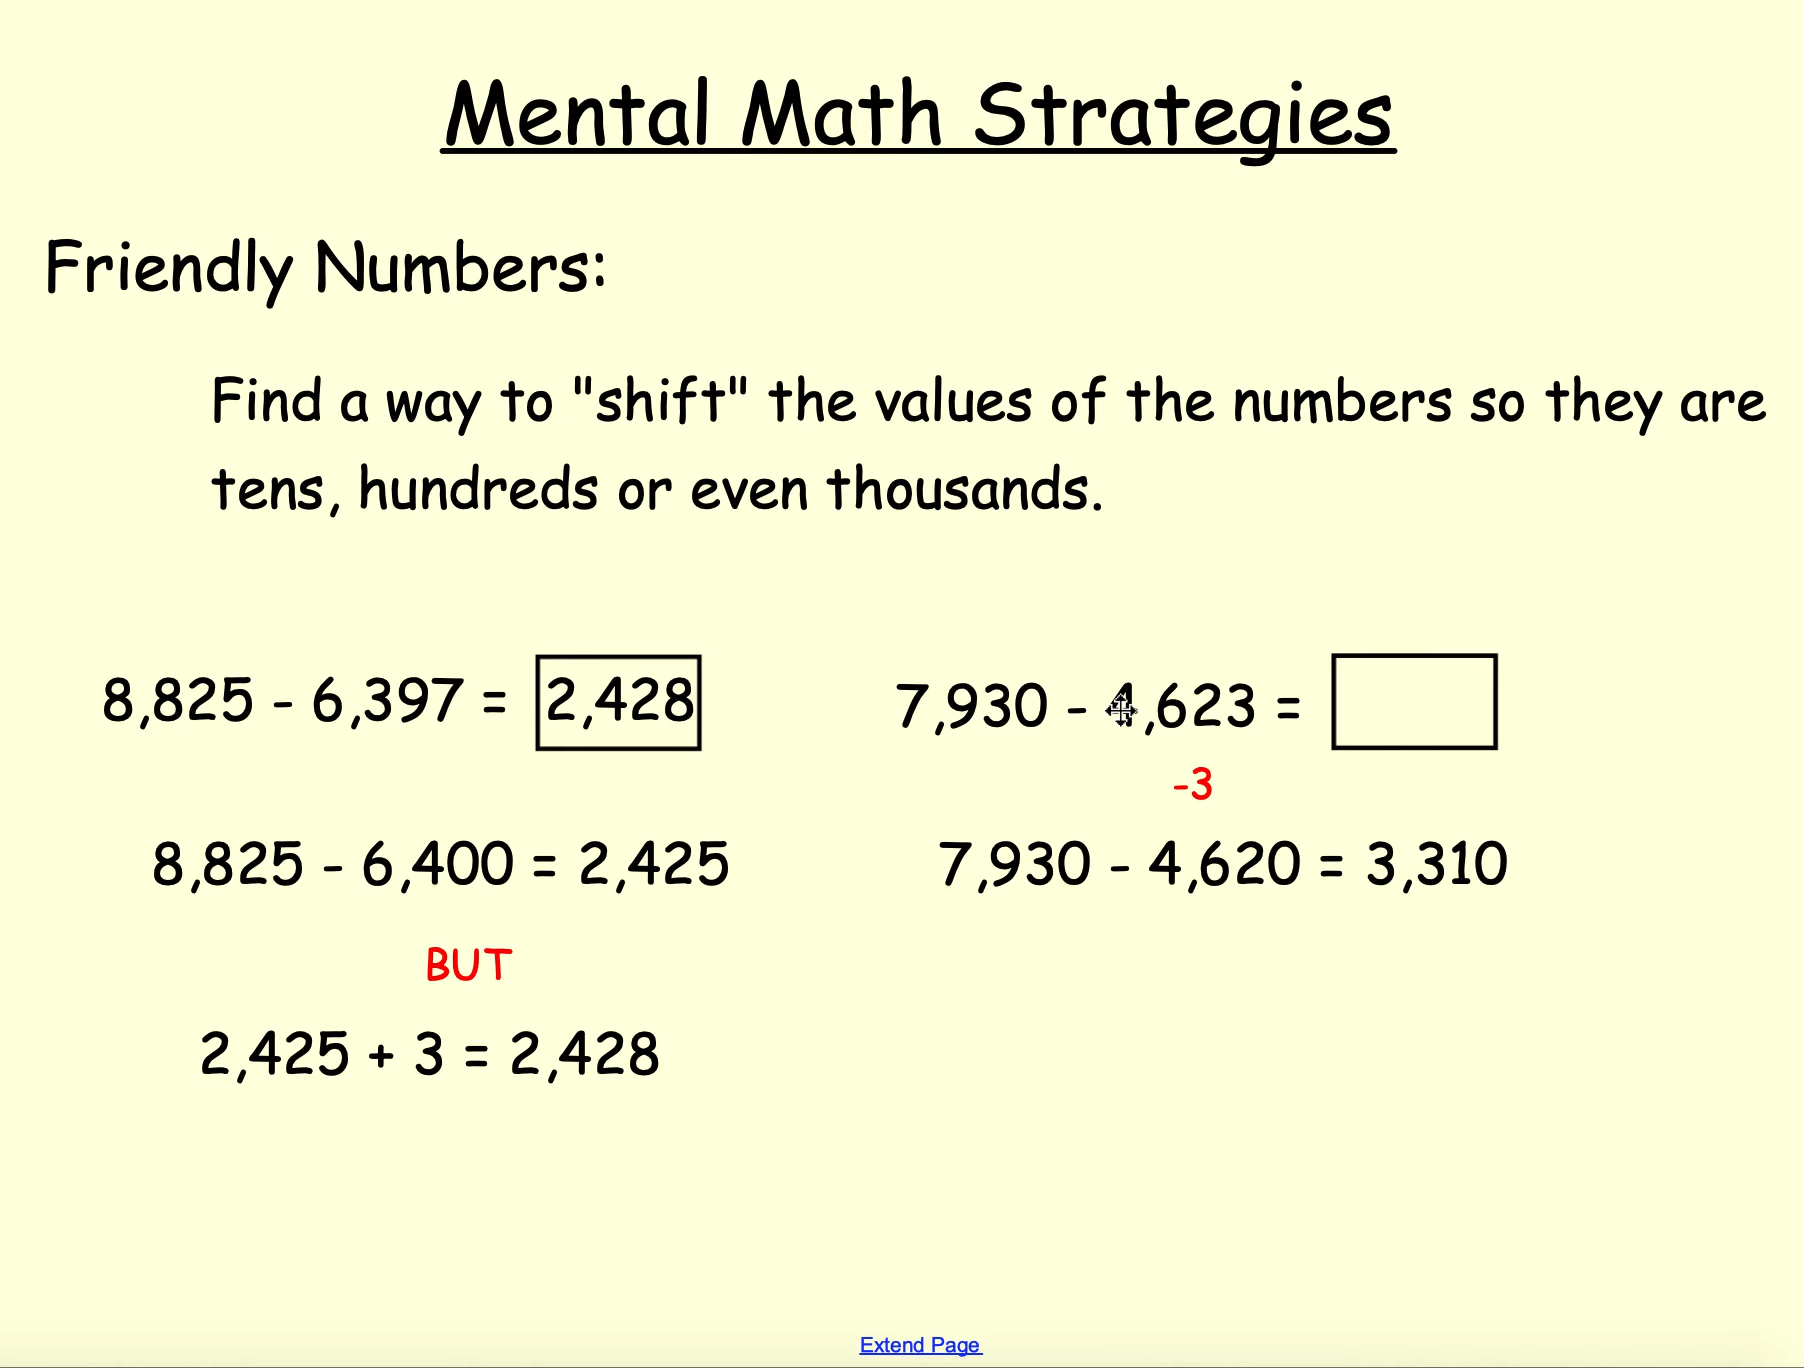 Mental Math Strategies
Friendly Numbers:
Find a way to "shift" the values of the numbers so they are
tens, hundreds or even thousands.
8,825 - 6,397 = 2,428
8,825 - 6,400 = 2,425
BUT
2,425 + 3 = 2,428
7,930 - 4,623 =
-3
7,930 - 4,620 = 3,310
Extend Page